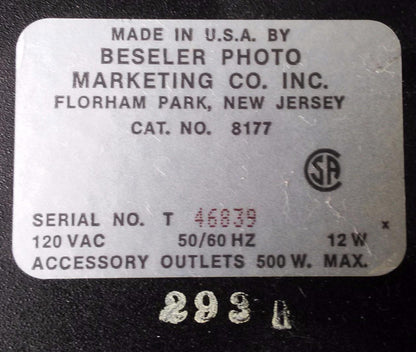 MADE IN U.S.A. BY
BESELER PHOTO
MARKETING CO. INC.
FLORHAM PARK, NEW JERSEY
CAT. NO. 8177
SA
SERIAL NO. T 46839
x
120 VAC 50/60 HZ 12 W
ACCESSORY OUTLETS 500 W. MAX.
293